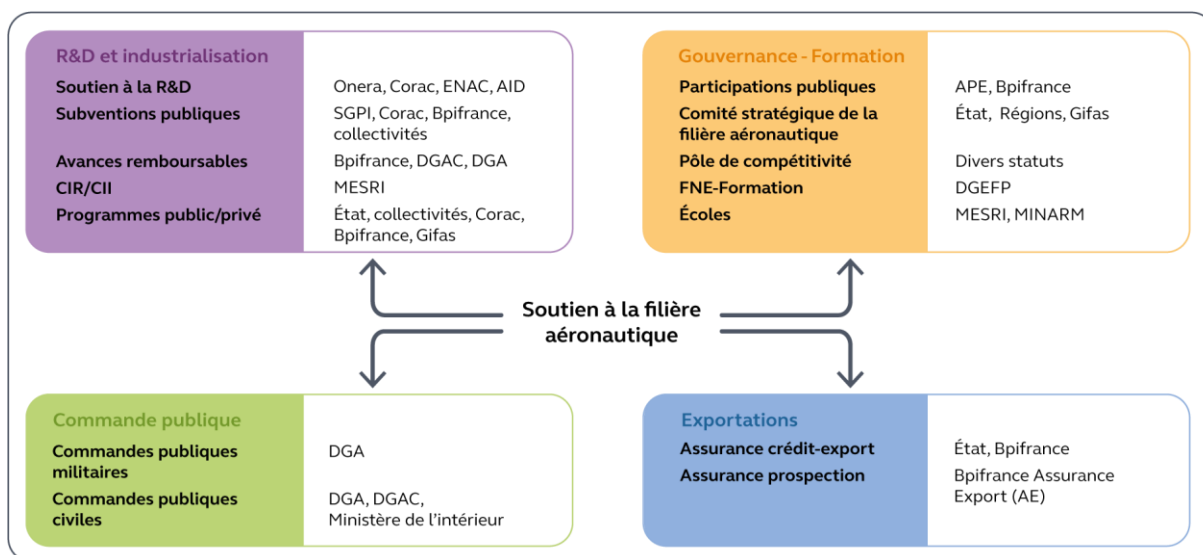 R&D et industrialisation
Soutien à la R&D Onera, Corac, ENAC, AID
Subventions publiques SGPI, Corac, Bpifrance,
collectivités
Avances remboursables Bpifrance, DGAC, DGA
CIR/CII MESRI
Programmes public/privé État, collectivités, Corac,
Bpifrance, Gifas
Gouvernance - Formation
Participations publiques APE, Bpifrance
Comité stratégique de la État, Régions, Gifas
filière aéronautique
Pôle de compétitivité Divers statuts
FNE-Formation DGEFP
Écoles MESRI, MINARM
Soutien à la filière
aéronautique
Commande publique
Commandes publiques DGA
militaires
Commandes publiques DGA, DGAC,
civiles Ministère de l'intérieur
Exportations
Assurance crédit-export État, Bpifrance
Assurance prospection Bpifrance Assurance
Export (AE)